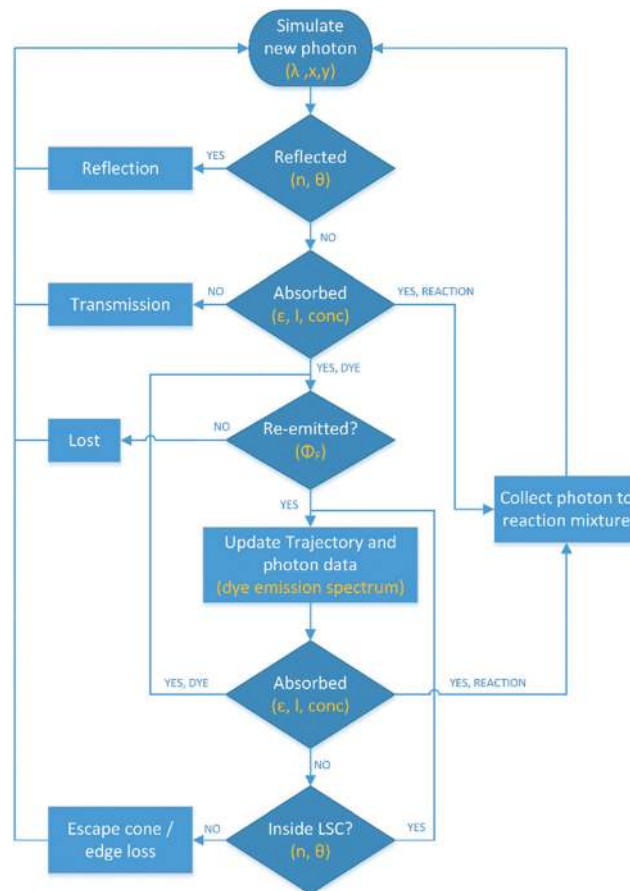 Simulate
new photon
(λ ,x,y)
Reflected
(n, θ)
YES
Reflection
NO
Absorbed
(ε, l, conc)
NO
Transmission
YES, REACTION
YES, DYE
Re-emitted?
(ΦF)
NO
Lost
YES
Collect photon to
reaction mixture
Update Trajectory and
photon data
(dye emission spectrum)
Absorbed
(ε, l, conc)
YES, DYE
YES, REACTION
NO
Inside LSC?
(n, θ)
NO
YES
Escape cone /
edge loss